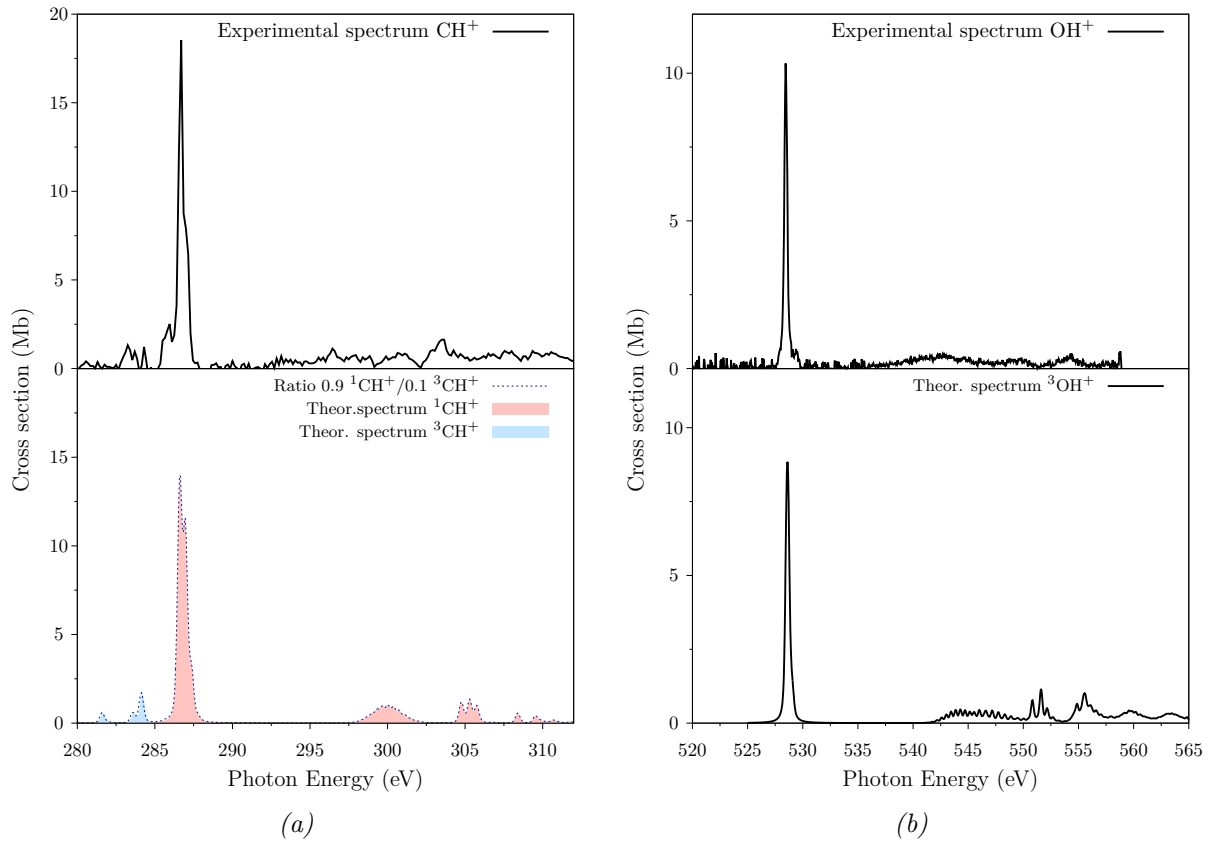 Experimental spectrum CH⁺
20
15
10
5
0
Cross section (Mb)
Ratio 0.9 ¹CH⁺/0.1 ³CH⁺
Theor.spectrum ¹CH⁺
Theor. spectrum ³CH⁺
15
10
5
0
280 285 290 295 300 305 310
Photon Energy (eV)
(a)
Experimental spectrum OH⁺
10
5
0
Cross section (Mb)
Theor. spectrum ³OH⁺
10
5
0
520 525 530 535 540 545 550 555 560 565
Photon Energy (eV)
(b)